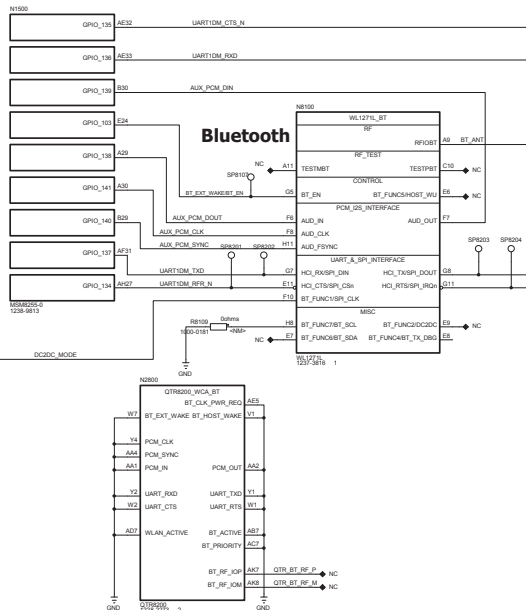 N1500
GPIO_135 AE32 UART1DM_CTS_N
GPIO_136 AE33 UART1DM_RXD
GPIO_139 B30 AUX_PCM_DIN
GPIO_103 E24
GPIO_138 A29
GPIO_141 A30
GPIO_140 B29
GPIO_137 AF31
GPIO_134 AH27
MSM8255-0
1238-9813
Bluetooth
SP8107
BT_EXT_WAKE/BT_EN
AUX_PCM_DOUT
AUX_PCM_CLK
AUX_PCM_SYNC
SP8201 SP8202
UART1DM_TXD
UART1DM_RFR_N
DC2DC_MODE
R8109 0ohms
1000-0181 <NM>
GND
N8100
WL1271L_BT
RF
RFIOBT A9 BT_ANT
RF_TEST
NC A11 TESTMBT TESTPBT C10 NC
CONTROL
G5 BT_EN BT_FUNC5/HOST_WU E6 NC
PCM_I2S_INTERFACE
F6 AUD_IN AUD_OUT F7
F8 AUD_CLK
H11 AUD_FSYNC
SP8203 SP8204
UART_&_SPI_INTERFACE
G7 HCI_RX/SPI_DIN HCI_TX/SPI_DOUT G8
E11 HCI_CTS/SPI_CSn HCI_RTS/SPI_IRQn G11
F10 BT_FUNC1/SPI_CLK
MISC
H8 BT_FUNC7/BT_SCL BT_FUNC2/DC2DC E9 NC
NC E7 BT_FUNC6/BT_SDA BT_FUNC4/BT_TX_DBG E8
WL1271L
1237-3816 1
N2800
QTR8200_WCA_BT
BT_CLK_PWR_REQ AE5
W7 BT_EXT_WAKE BT_HOST_WAKE V1
Y4 PCM_CLK
AA4 PCM_SYNC
AA1 PCM_IN PCM_OUT AA2
Y2 UART_RXD UART_TXD Y1
W2 UART_CTS UART_RTS W1
AD7 WLAN_ACTIVE BT_ACTIVE AB7
BT_PRIORITY AC7
BT_RF_IOP AK7 QTR_BT_RF_P NC
BT_RF_IOM AK8 QTR_BT_RF_M NC
GND QTR8200 GND